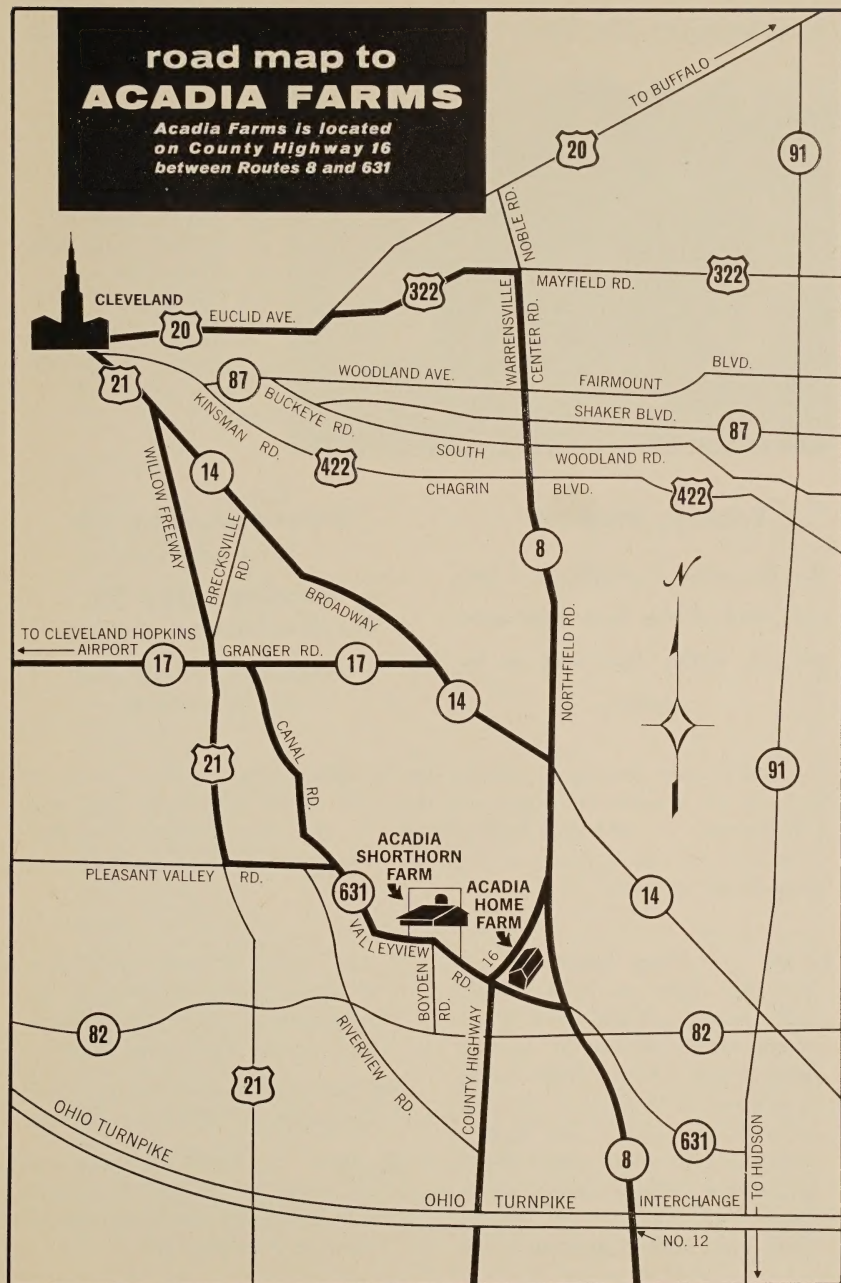 road map to
ACADIA FARMS
Acadia Farms is located
on County Highway 16
between Routes 8 and 631
TO BUFFALO
20
91
NOBLE RD.
CLEVELAND
EUCLID AVE.
20
322
MAYFIELD RD.
322
WARRENSVILLE
CENTER RD.
21
87
WOODLAND AVE.
FAIRMOUNT
BLVD.
KINSMAN RD.
BUCKEYE RD.
SHAKER BLVD.
87
422
SOUTH
WOODLAND RD.
CHAGRIN
BLVD.
422
WILLOW FREEWAY
14
BRECKSVILLE
RD.
8
BROADWAY
N
TO CLEVELAND HOPKINS
AIRPORT
17
GRANGER RD.
17
NORTHFIELD RD.
14
CANAL
RD.
21
91
PLEASANT VALLEY
RD.
ACADIA
SHORTHORN
FARM
ACADIA
HOME
FARM
631
VALLEYVIEW
RD.
16
14
BOYDEN
RD.
82
RIVERVIEW
RD.
COUNTY HIGHWAY
82
21
OHIO TURNPIKE
631
8
TO HUDSON
OHIO TURNPIKE
INTERCHANGE
NO. 12